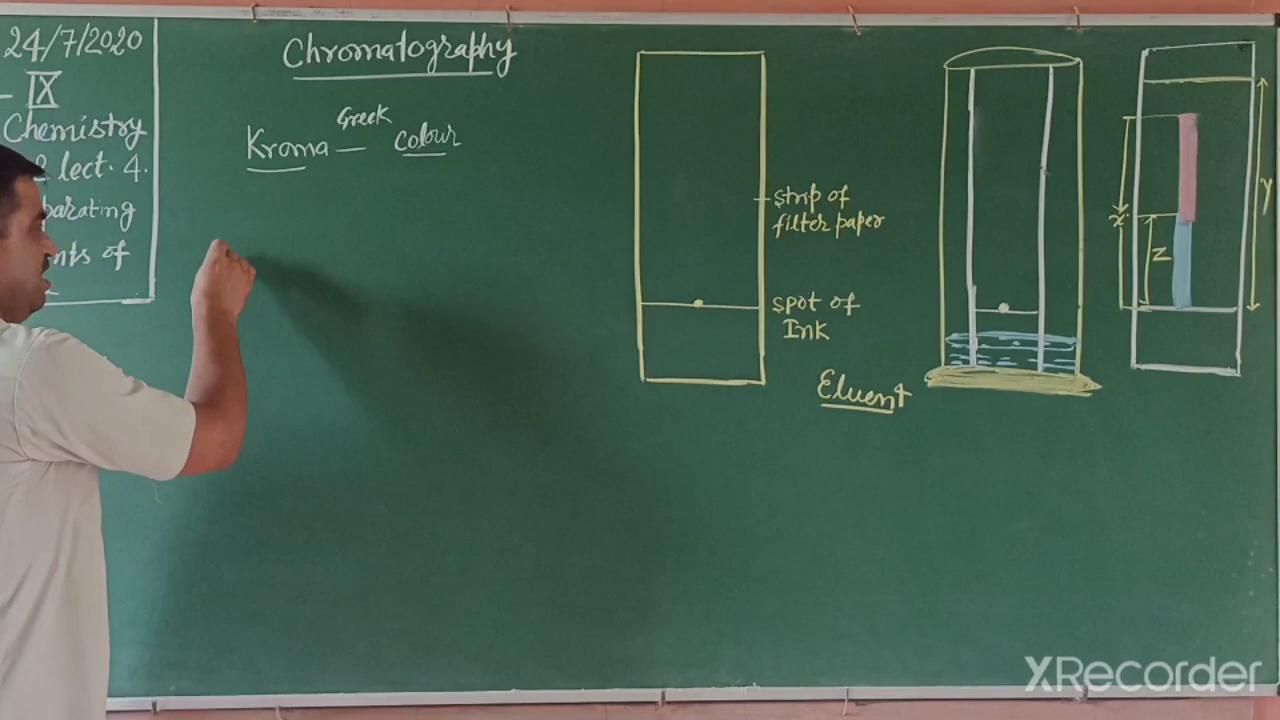 24/7/2020
- IX
Chemistry
2 lect. 4.
parating
nts of
Chromatography
Greek
Kroma — colour
strip of
filter paper
spot of
Ink
Eluent
x
z
y
XRecorder